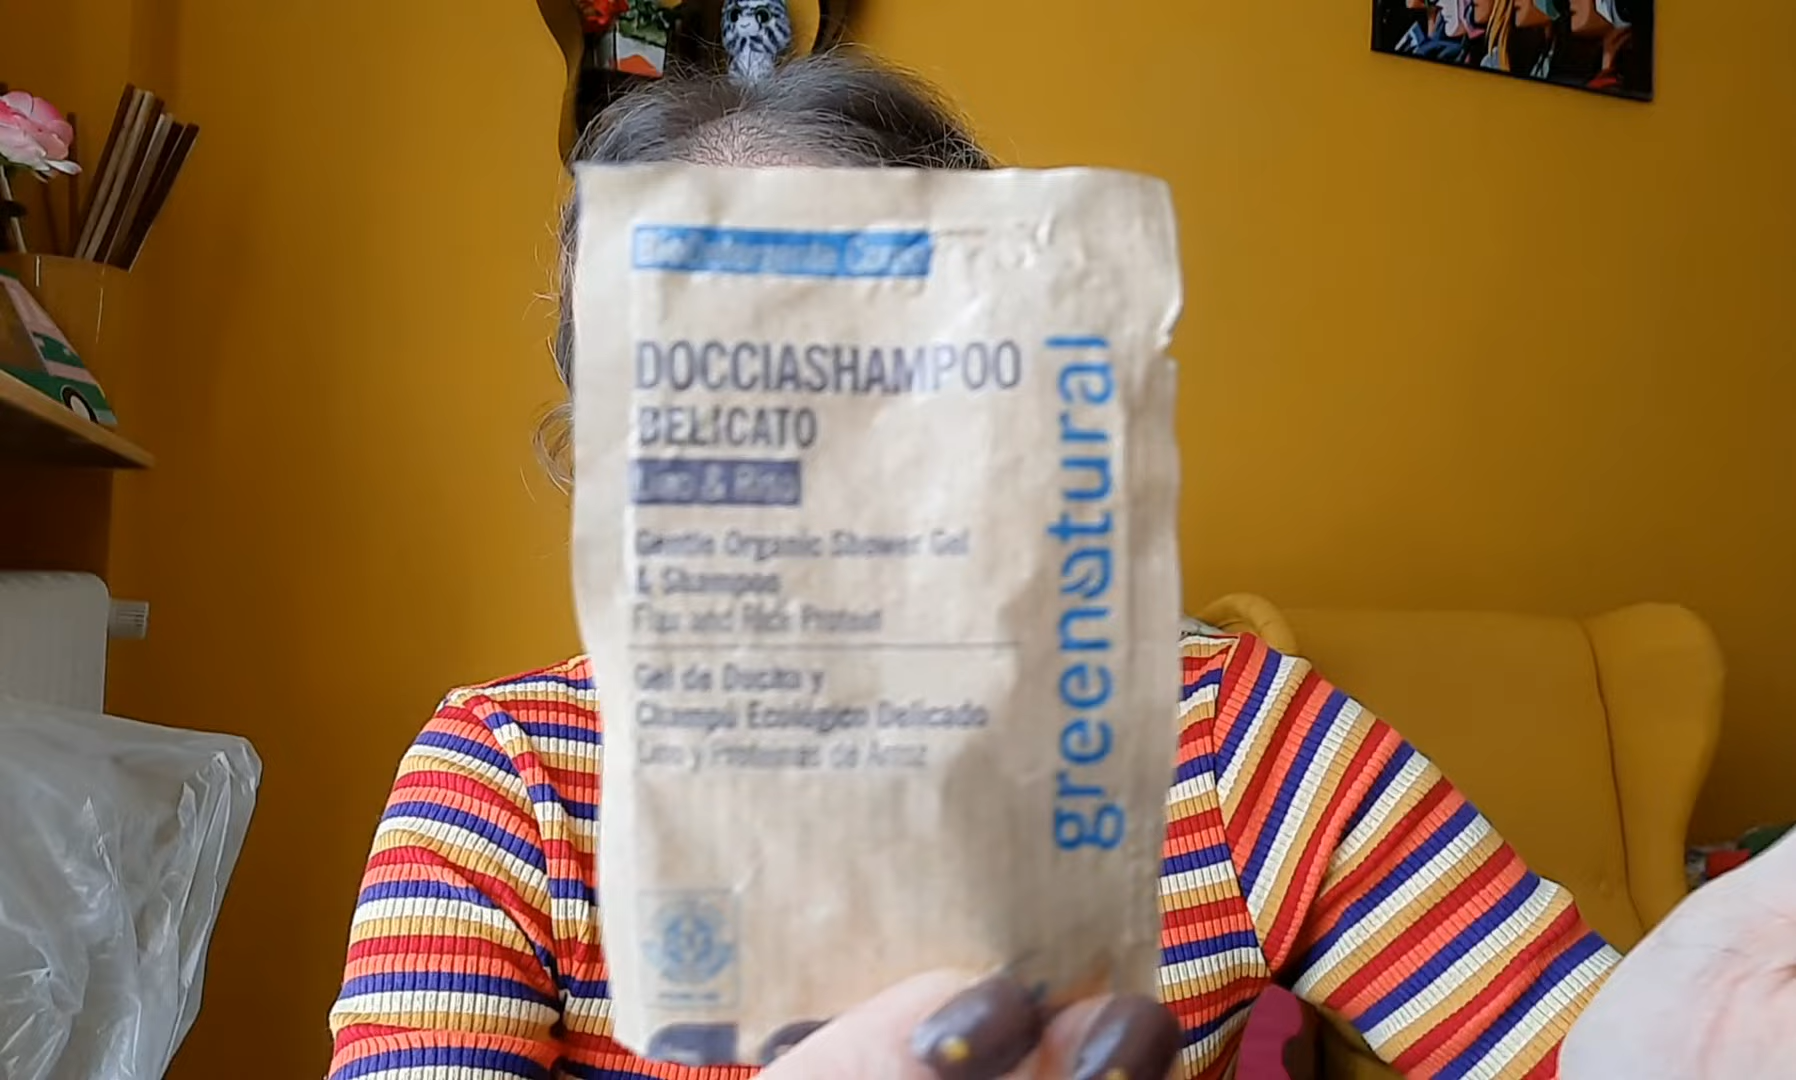 DOCCIASHAMPOO
DELICATO
Lino & Riso
Gentle Organic Shower Gel
& Shampoo
Flax and Rice Protein
Gel de Ducha y
Champú Ecológico Delicado
Lino y Proteínas de Arroz
greenatural